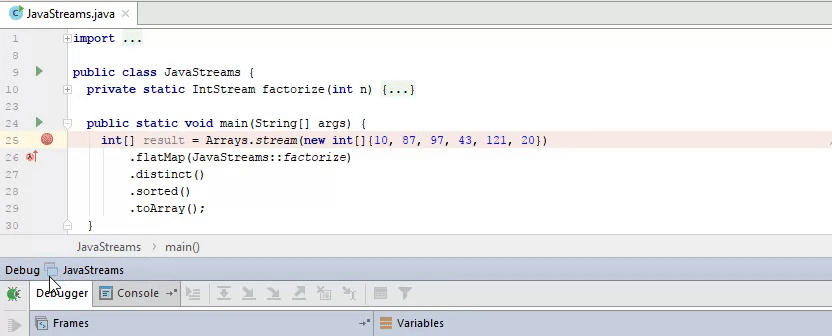 JavaStreams.java
1 import ...
8
9 public class JavaStreams {
10 private static IntStream factorize(int n) {...}
23
24 public static void main(String[] args) {
25 int[] result = Arrays.stream(new int[]{10, 87, 97, 43, 121, 20})
26 .flatMap(JavaStreams::factorize)
27 .distinct()
28 .sorted()
29 .toArray();
30 }
JavaStreams > main()
Debug JavaStreams
Debugger Console
Frames Variables